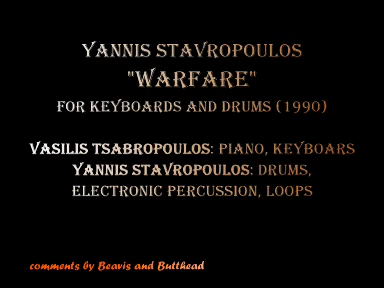 YANNIS STAVROPOULOS
"WARFARE"
FOR KEYBOARDS AND DRUMS (1990)
VASILIS TSABROPOULOS: PIANO, KEYBOARS
YANNIS STAVROPOULOS: DRUMS,
ELECTRONIC PERCUSSION, LOOPS
comments by Beavis and Butthead